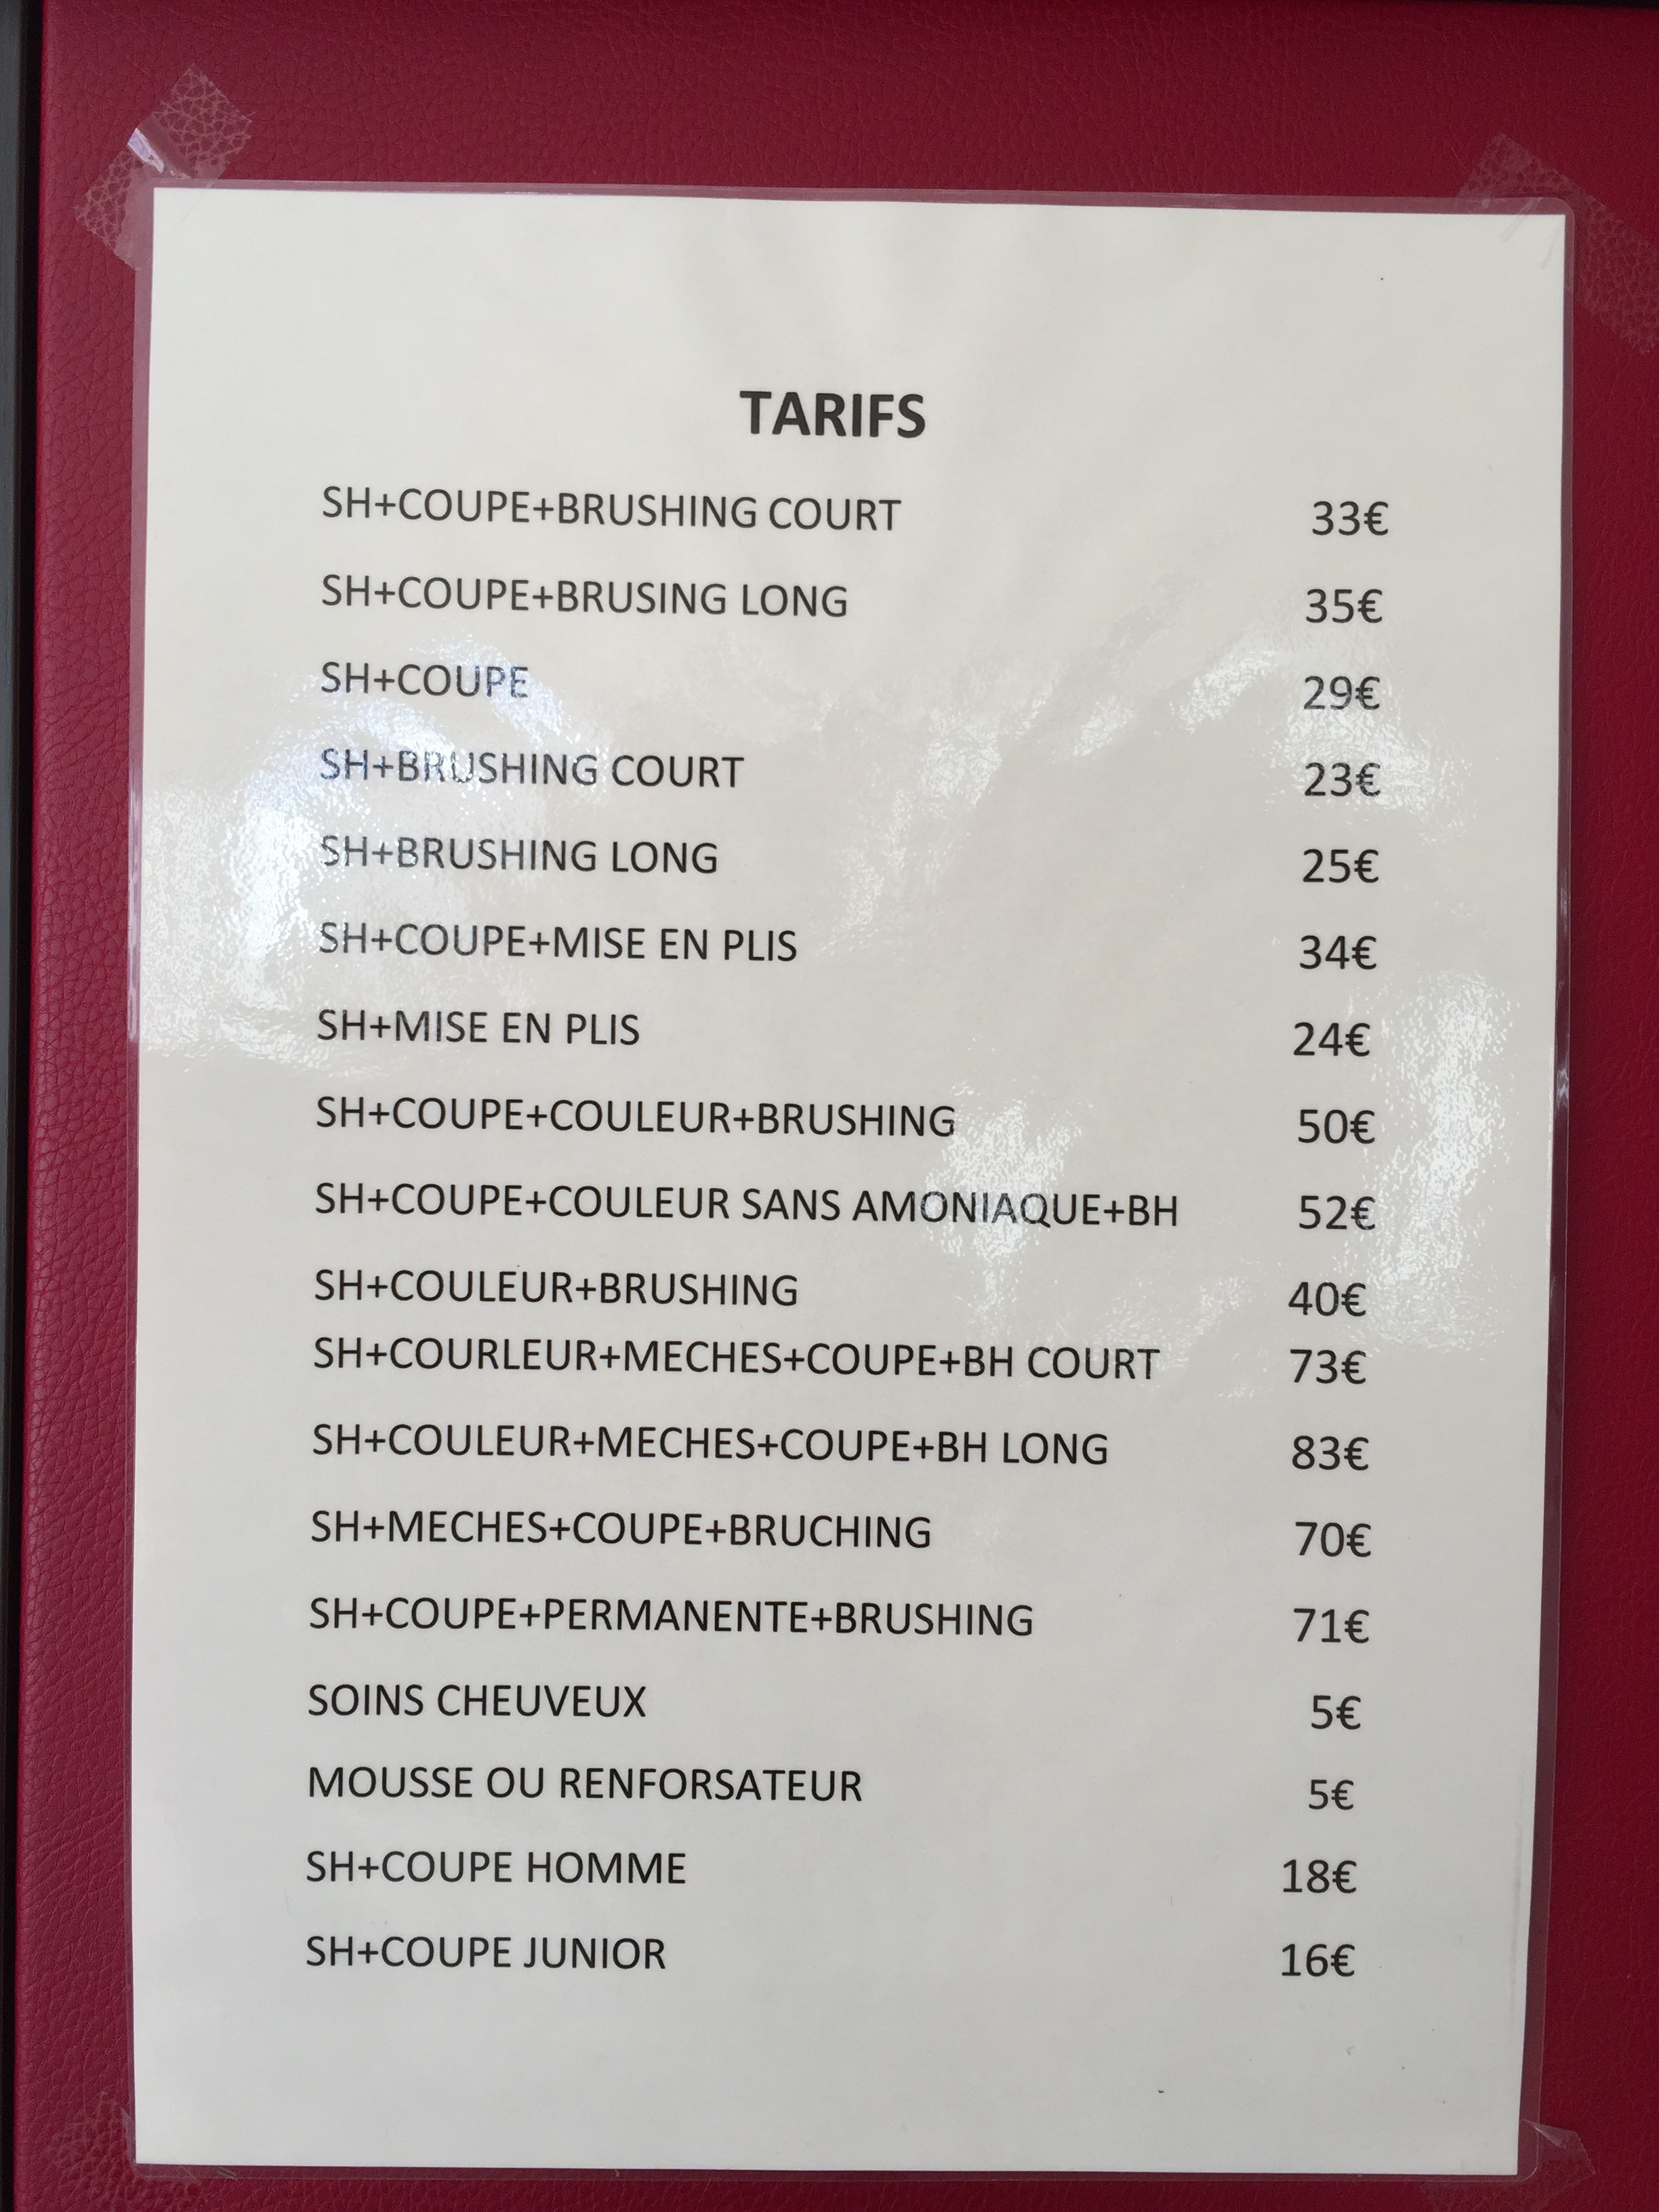 TARIFS
SH+COUPE+BRUSHING COURT 33€
SH+COUPE+BRUSING LONG 35€
SH+COUPE 29€
SH+BRUSHING COURT 23€
SH+BRUSHING LONG 25€
SH+COUPE+MISE EN PLIS 34€
SH+MISE EN PLIS 24€
SH+COUPE+COULEUR+BRUSHING 50€
SH+COUPE+COULEUR SANS AMONIAQUE+BH 52€
SH+COULEUR+BRUSHING 40€
SH+COURLEUR+MECHES+COUPE+BH COURT 73€
SH+COULEUR+MECHES+COUPE+BH LONG 83€
SH+MECHES+COUPE+BRUCHING 70€
SH+COUPE+PERMANENTE+BRUSHING 71€
SOINS CHEUVEUX 5€
MOUSSE OU RENFORSATEUR 5€
SH+COUPE HOMME 18€
SH+COUPE JUNIOR 16€